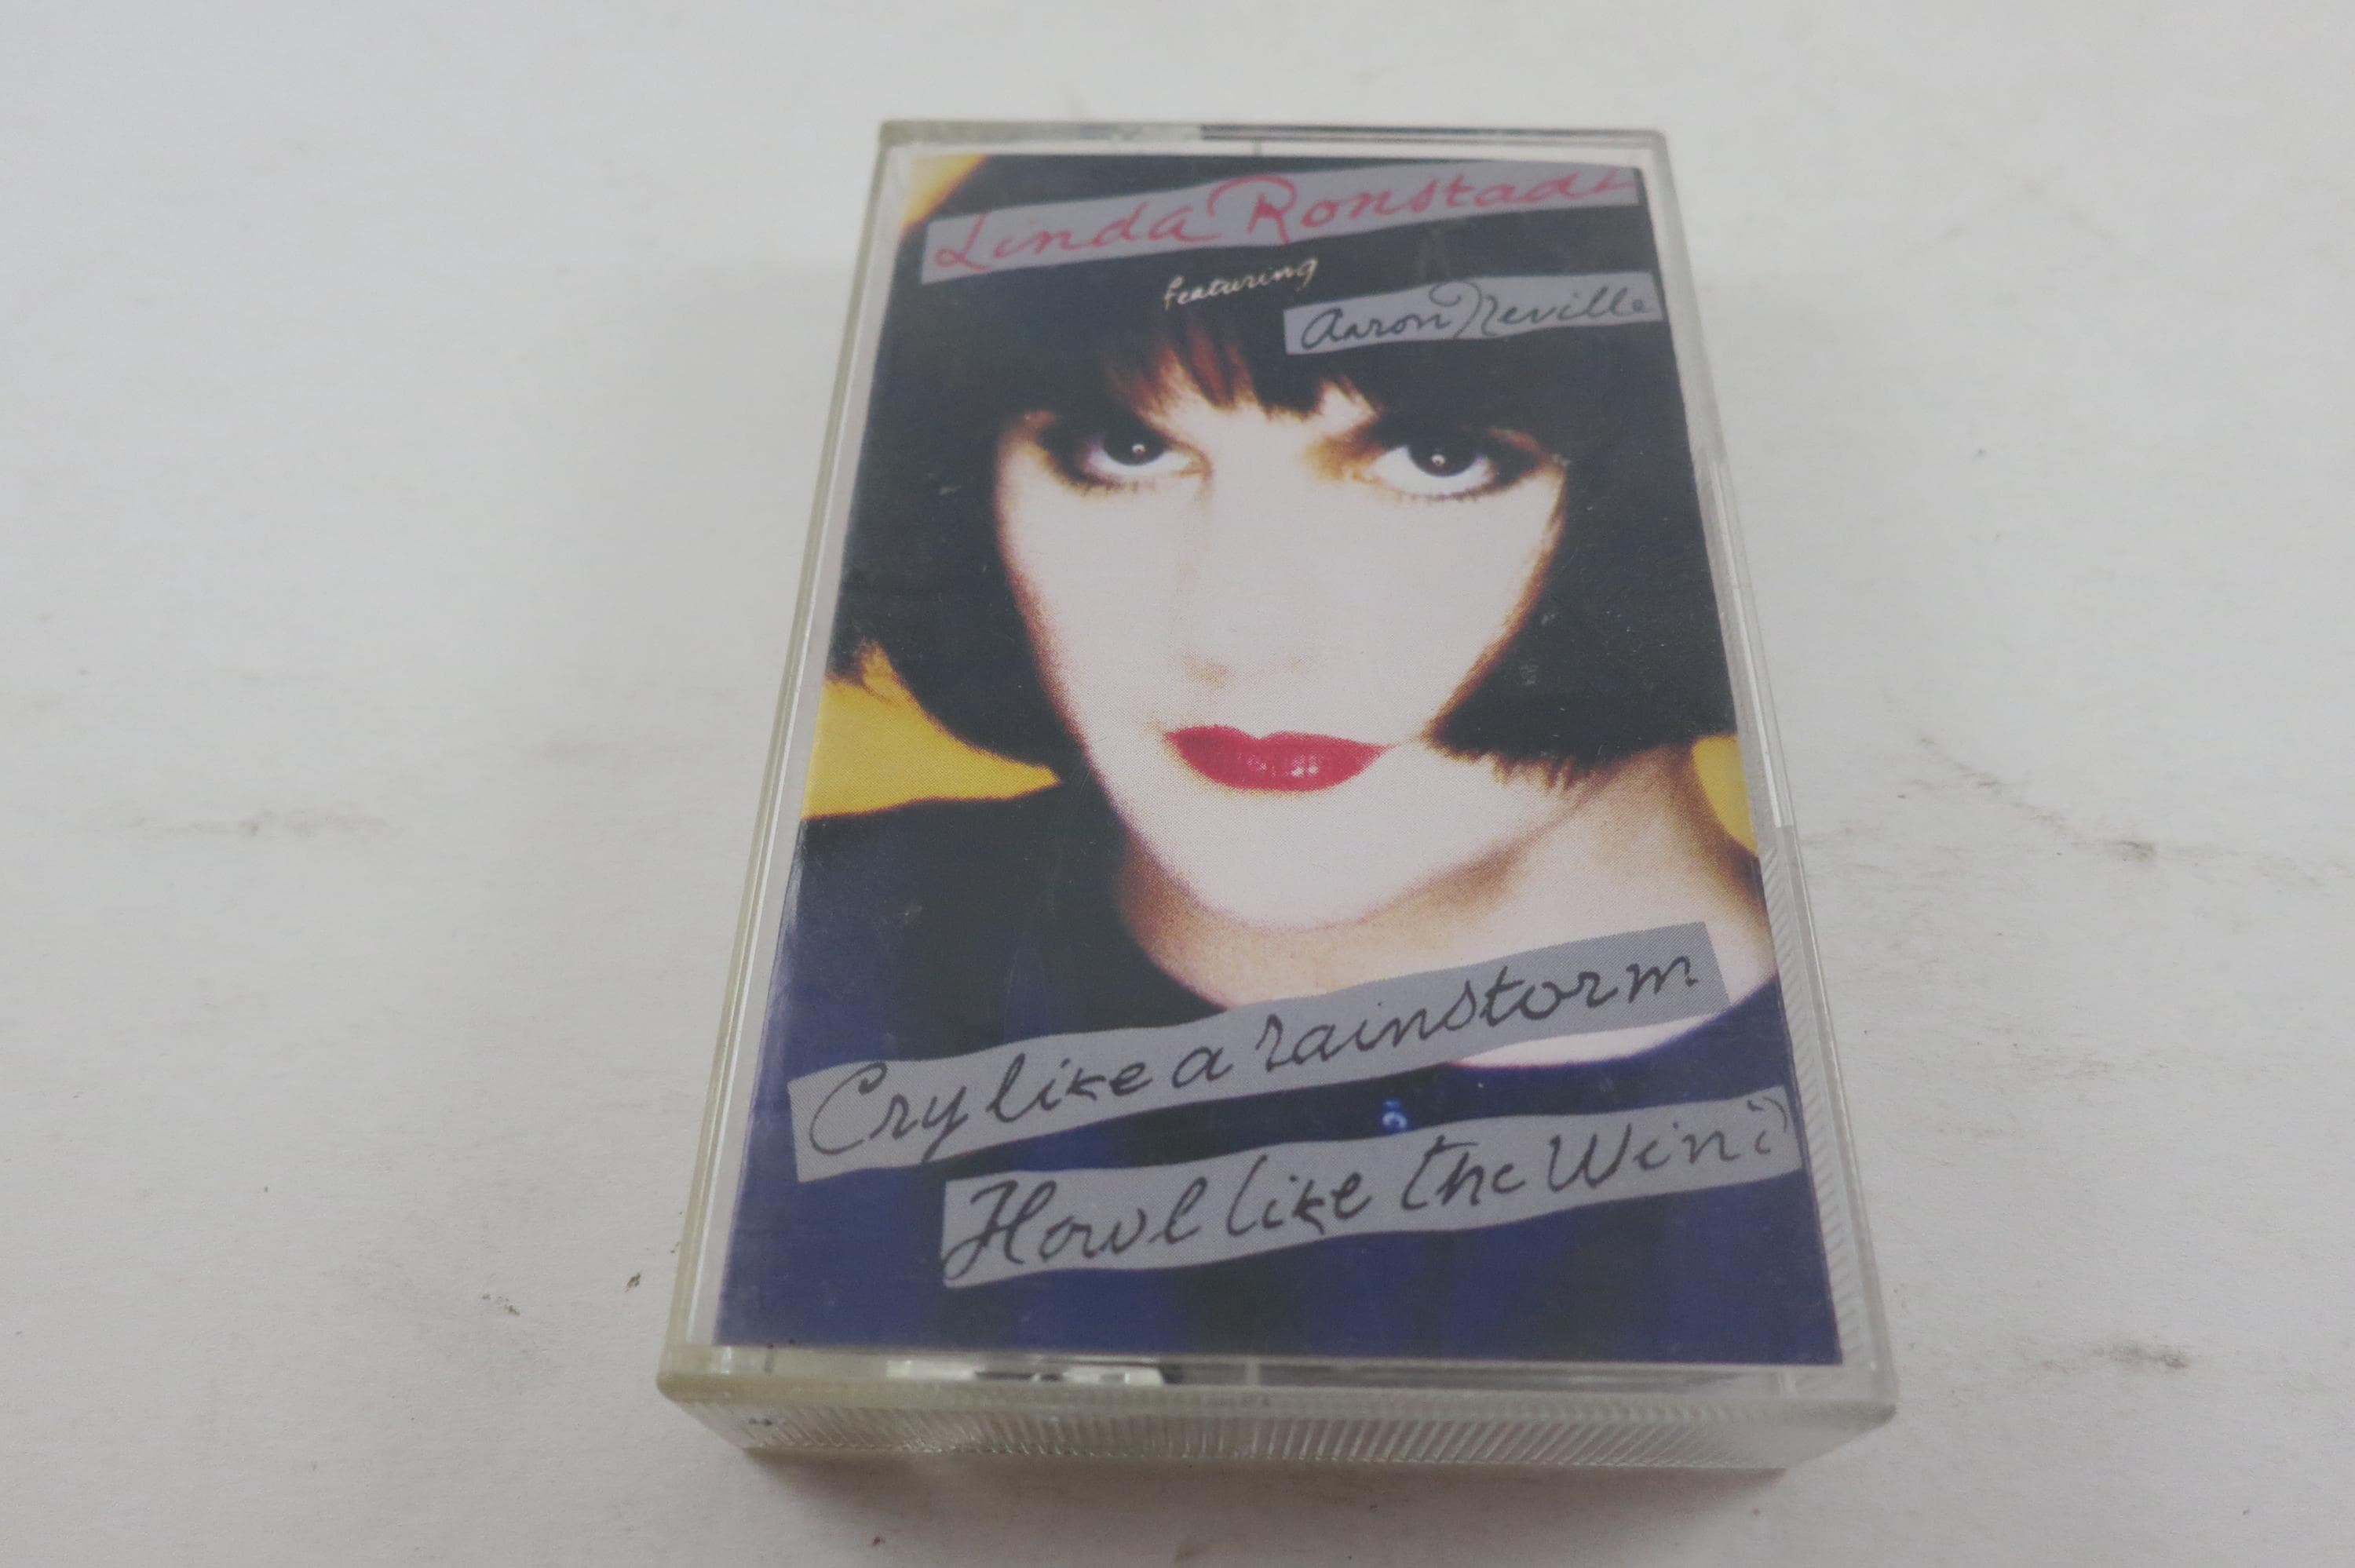 Linda Ronstadt
featuring
Aaron Neville
Cry like a rainstorm
Howl like the Wind